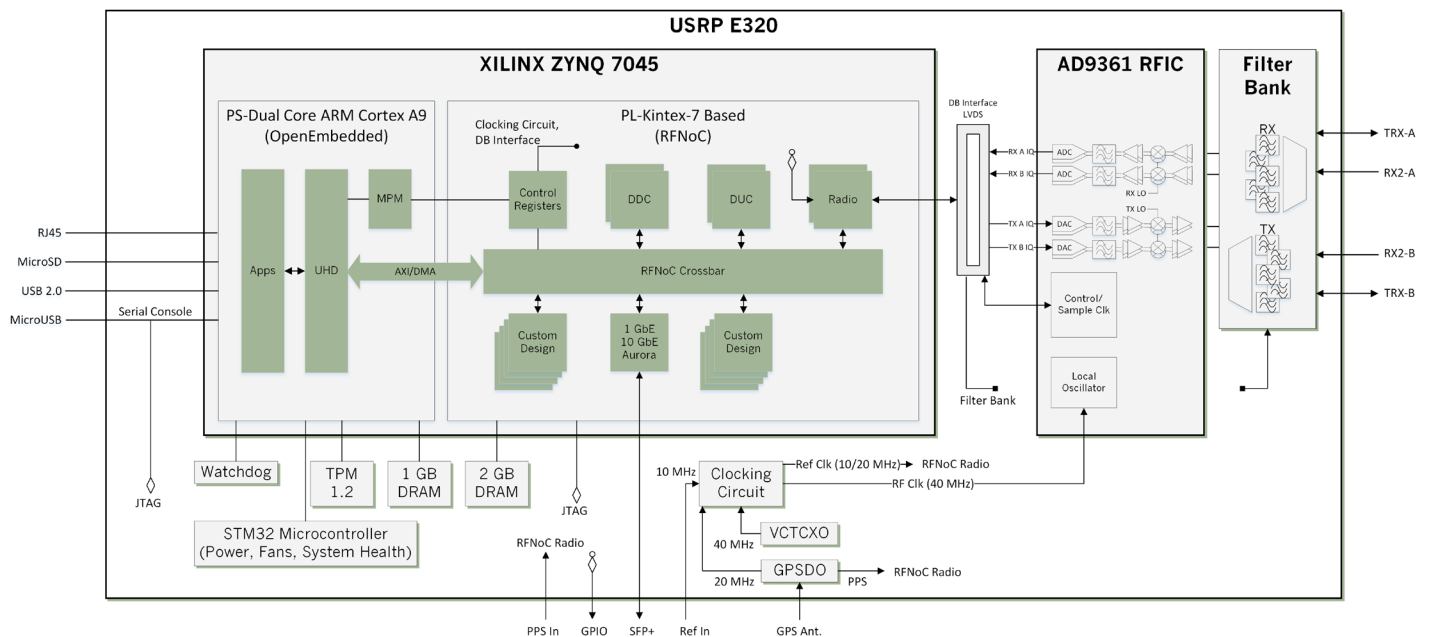 USRP E320
XILINX ZYNQ 7045
AD9361 RFIC
Filter
Bank
PS-Dual Core ARM Cortex A9
(OpenEmbedded)
PL-Kintex-7 Based
(RFNoC)
Clocking Circuit,
DB Interface
DB Interface
LVDS
MPM
Control
Registers
DDC
DUC
Radio
Apps
UHD
AXI/DMA
RFNoC Crossbar
Custom
Design
1 GbE
10 GbE
Aurora
Custom
Design
RJ45
MicroSD
USB 2.0
MicroUSB
Serial Console
JTAG
RX A IQ
ADC
RX B IQ
ADC
RX LO
TX LO
TX A IQ
DAC
TX B IQ
DAC
Control/
Sample Clk
Local
Oscillator
Filter Bank
RX
TX
TRX-A
RX2-A
RX2-B
TRX-B
Watchdog
TPM
1.2
1 GB
DRAM
2 GB
DRAM
JTAG
STM32 Microcontroller
(Power, Fans, System Health)
10 MHz
Clocking
Circuit
Ref Clk (10/20 MHz)
RFNoC Radio
RF Clk (40 MHz)
VCTCXO
40 MHz
GPSDO
20 MHz
PPS
RFNoC Radio
RFNoC Radio
PPS In
GPIO
SFP+
Ref In
GPS Ant.